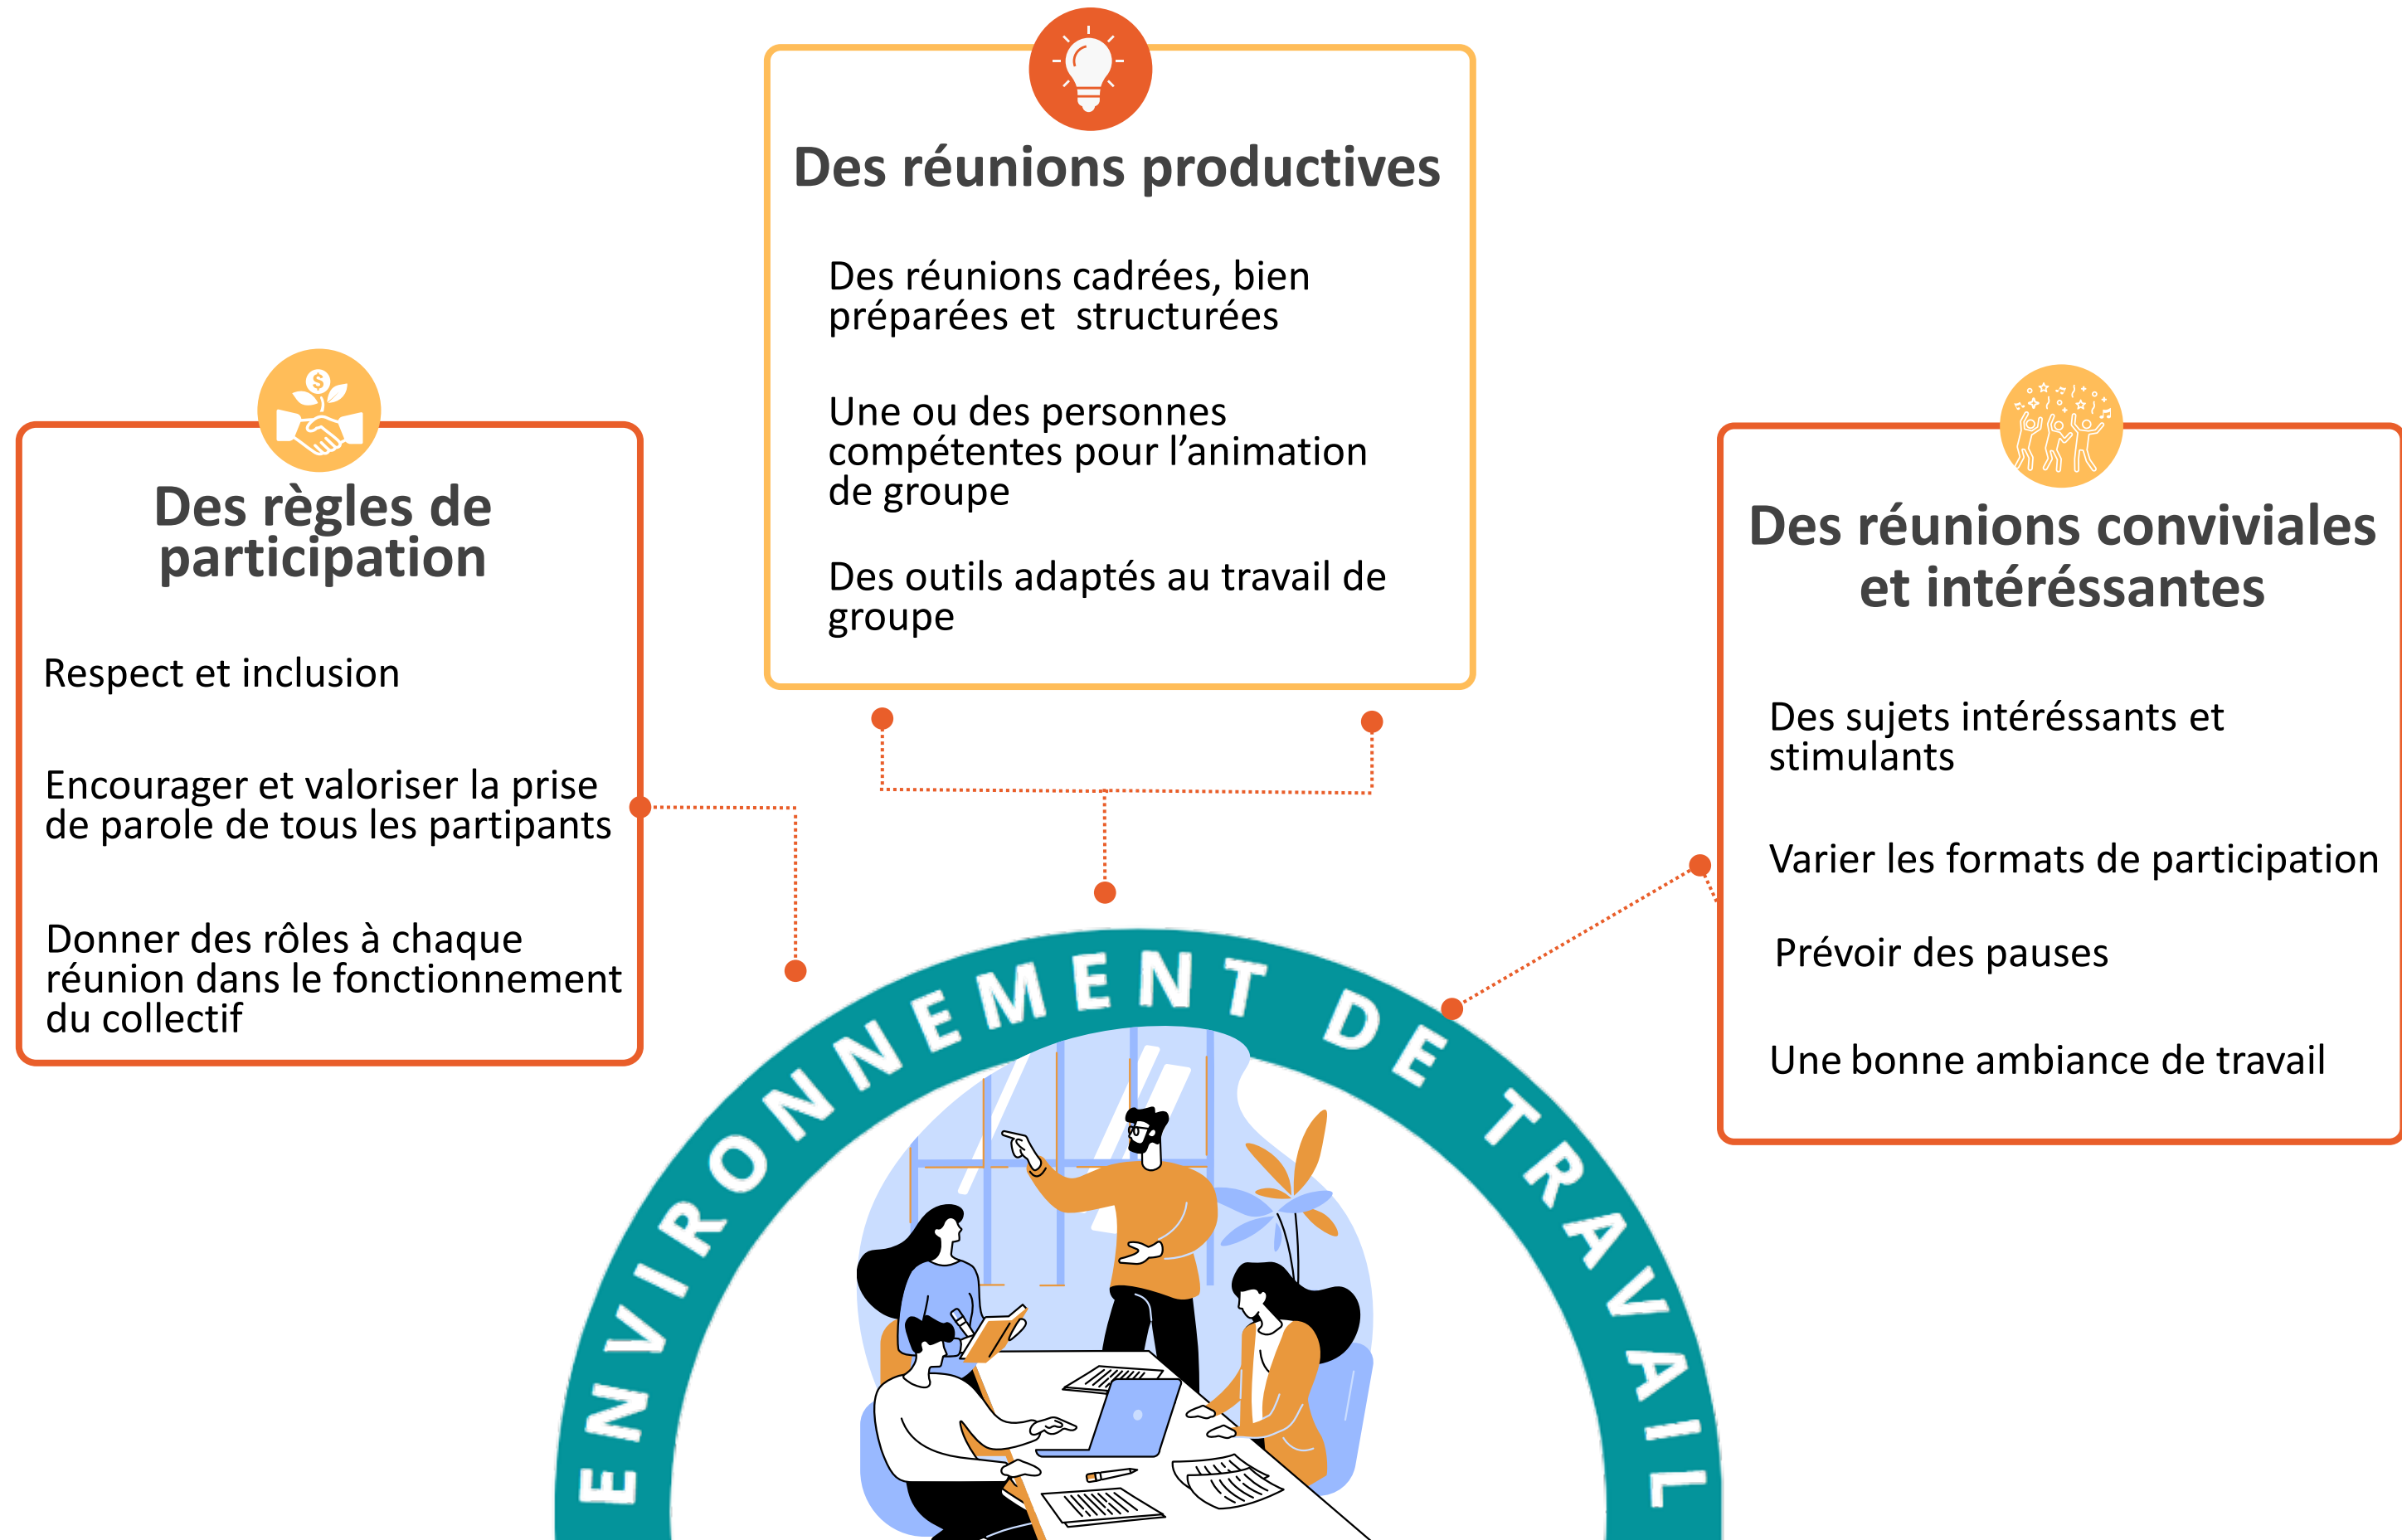 Des réunions productives
Des réunions cadrées, bien
préparées et  structurées
Une ou des personnes
compétentes pour l’animation
de groupe
Des outils adaptés au travail de
groupe
Des règles de
participation
Respect et inclusion
Encourager et valoriser la prise
de parole de tous les partipants
Donner des rôles à chaque
réunion dans le fonctionnement
du collectif
Des réunions conviviales
et intéréssantes
Des sujets intéréssants et
stimulants
Varier les formats de participation
Prévoir des pauses
Une bonne ambiance de travail
ENVIRONNEMENT DE TRAVAIL